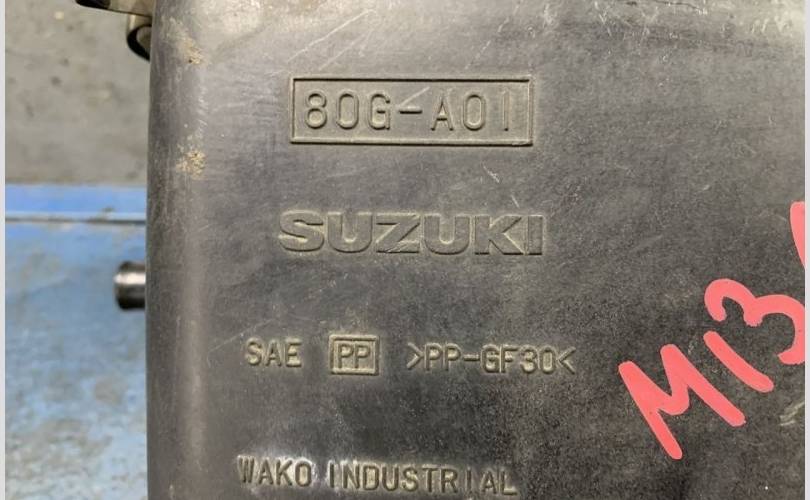 80G-A01
SUZUKI
SAE PP >PP-GF30<
M13
WAKO INDUSTRIAL